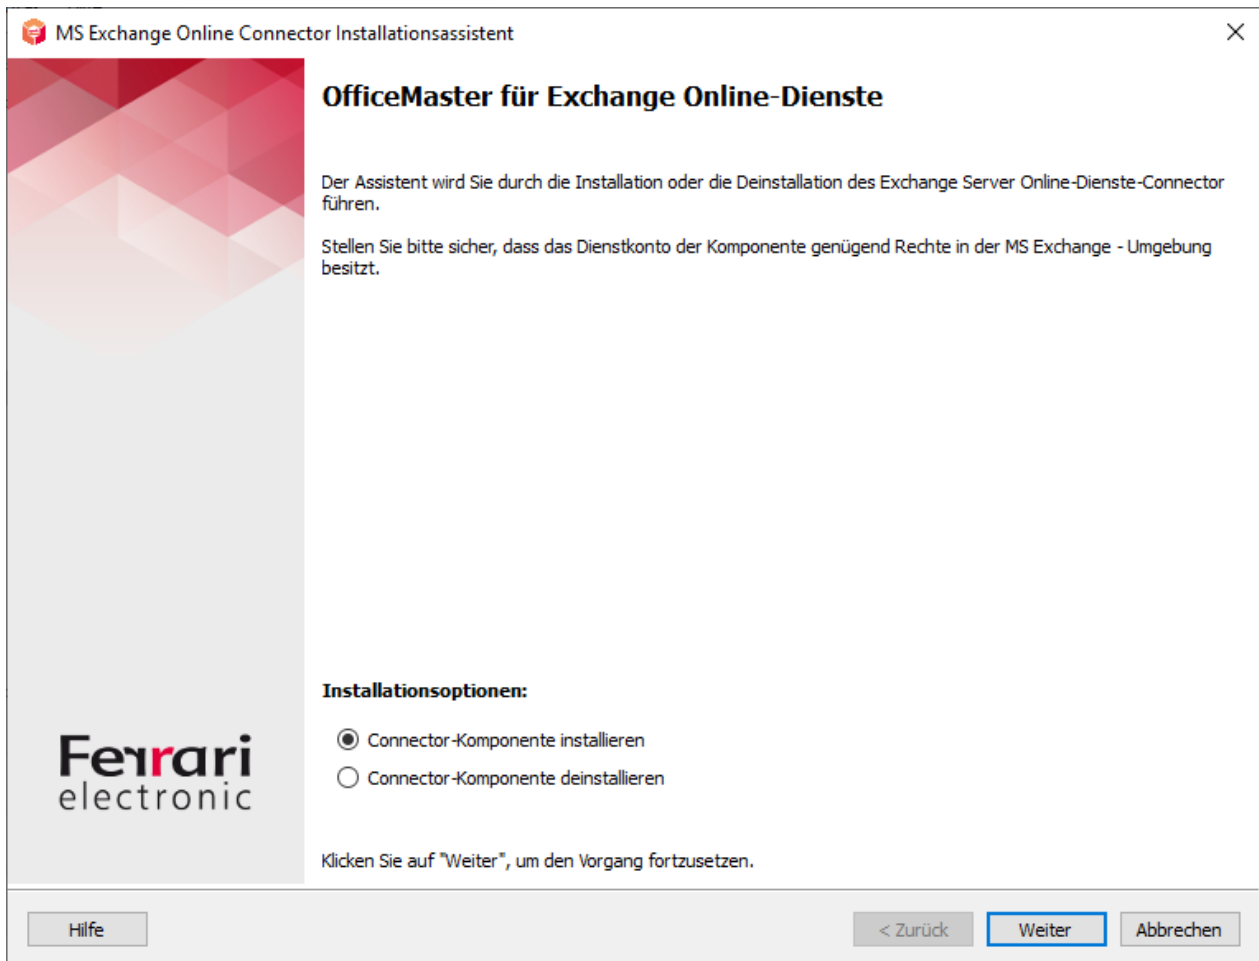 MS Exchange Online Connector Installationsassistent
OfficeMaster für Exchange Online-Dienste
Der Assistent wird Sie durch die Installation oder die Deinstallation des Exchange Server Online-Dienste-Connector
führen.
Stellen Sie bitte sicher, dass das Dienstkonto der Komponente genügend Rechte in der MS Exchange - Umgebung
besitzt.
Installationsoptionen:
Connector-Komponente installieren
Connector-Komponente deinstallieren
Ferrari
electronic
Klicken Sie auf "Weiter", um den Vorgang fortzusetzen.
Hilfe
< Zurück
Weiter
Abbrechen